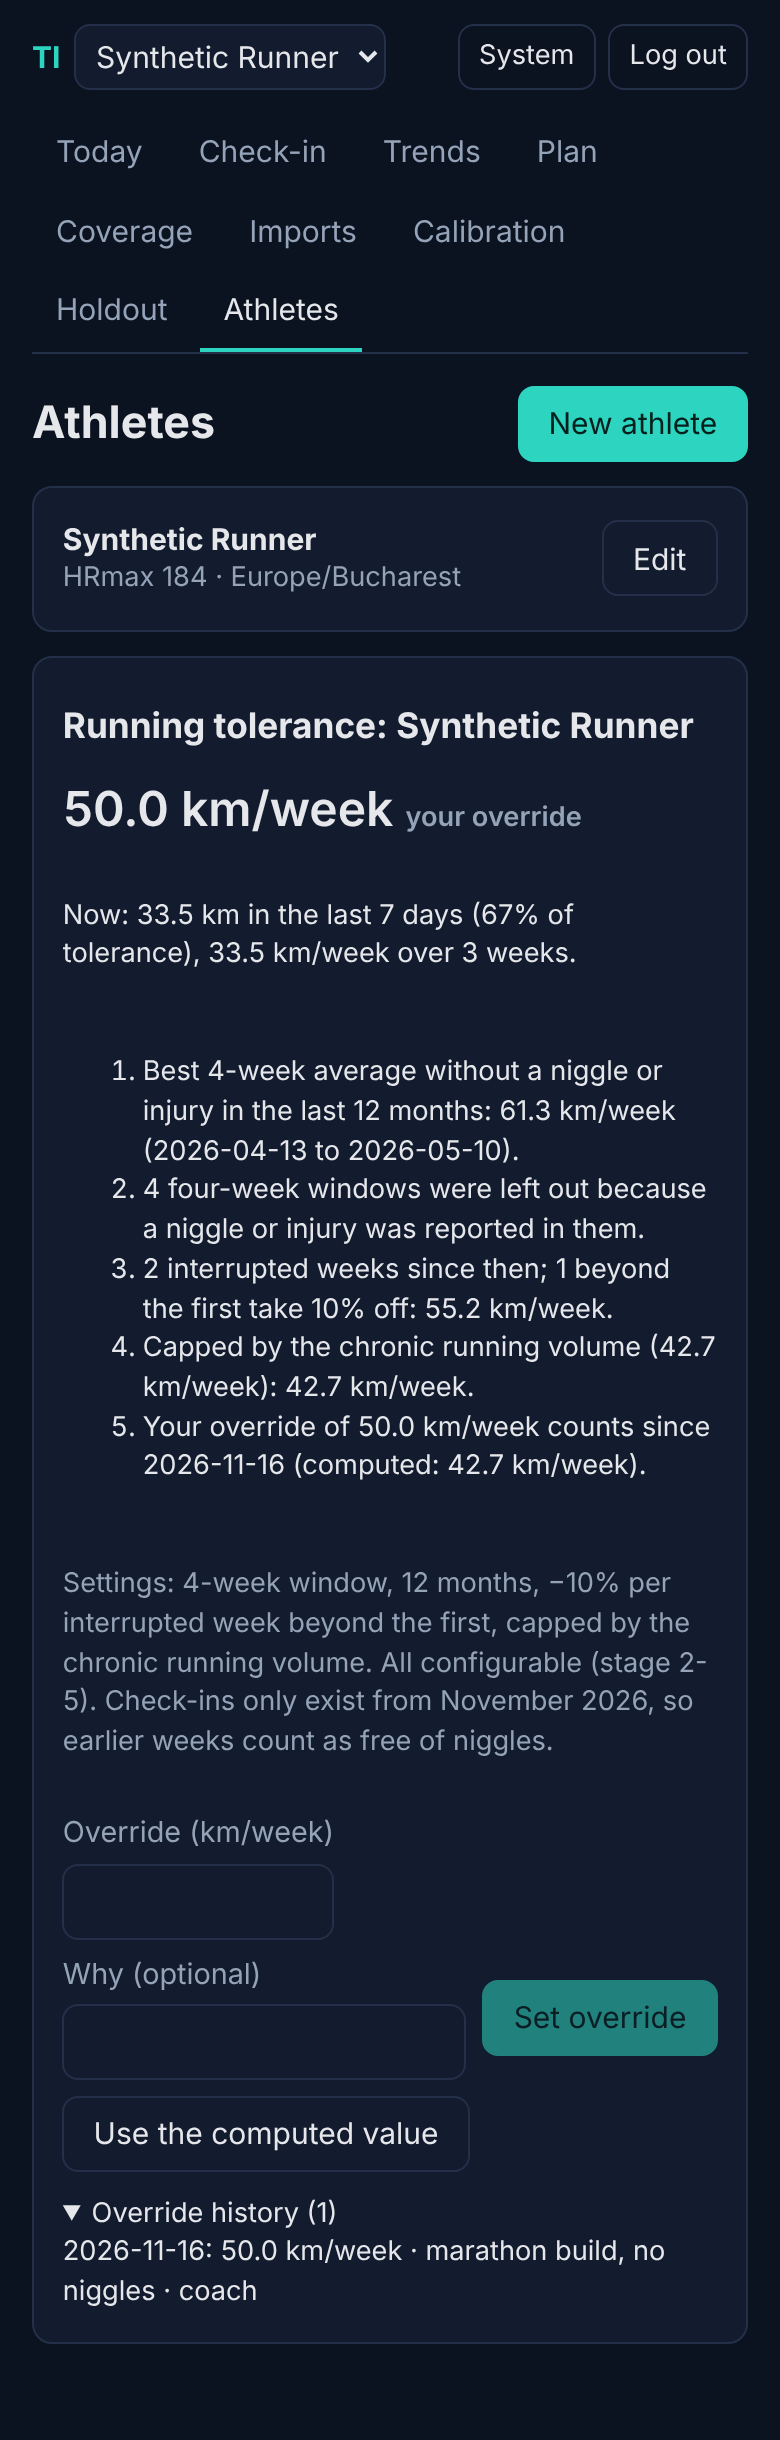 TI Synthetic Runner System Log out
Today Check-in Trends Plan
Coverage Imports Calibration
Holdout Athletes
Athletes New athlete
Synthetic Runner
HRmax 184 · Europe/Bucharest
Edit
Running tolerance: Synthetic Runner
50.0 km/week your override
Now: 33.5 km in the last 7 days (67% of
tolerance), 33.5 km/week over 3 weeks.
1. Best 4-week average without a niggle or
injury in the last 12 months: 61.3 km/week
(2026-04-13 to 2026-05-10).
2. 4 four-week windows were left out because
a niggle or injury was reported in them.
3. 2 interrupted weeks since then; 1 beyond
the first take 10% off: 55.2 km/week.
4. Capped by the chronic running volume (42.7
km/week): 42.7 km/week.
5. Your override of 50.0 km/week counts since
2026-11-16 (computed: 42.7 km/week).
Settings: 4-week window, 12 months, −10% per
interrupted week beyond the first, capped by the
chronic running volume. All configurable (stage 2-
5). Check-ins only exist from November 2026, so
earlier weeks count as free of niggles.
Override (km/week)
Why (optional)
Set override
Use the computed value
▼ Override history (1)
2026-11-16: 50.0 km/week · marathon build, no
niggles · coach